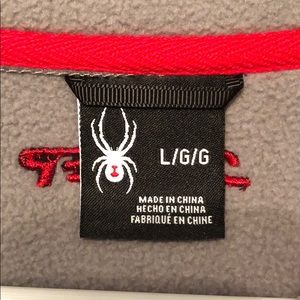 L/G/G
MADE IN CHINA
HECHO EN CHINA
FABRIQUÉ EN CHINE